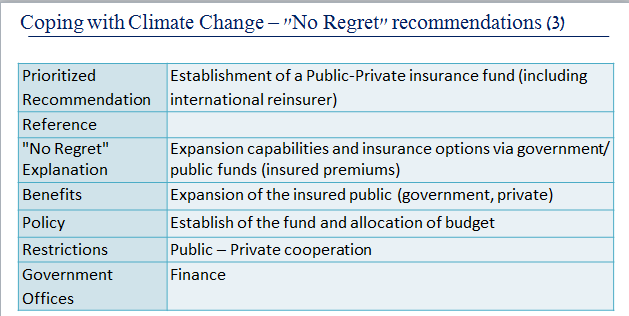 Coping with Climate Change – "No Regret" recommendations (3)
Prioritized Establishment of a Public-Private insurance fund (including
Recommendation international reinsurer)
Reference
"No Regret" Expansion capabilities and insurance options via government/
Explanation public funds (insured premiums)
Benefits Expansion of the insured public (government, private)
Policy Establish of the fund and allocation of budget
Restrictions Public – Private cooperation
Government Finance
Offices